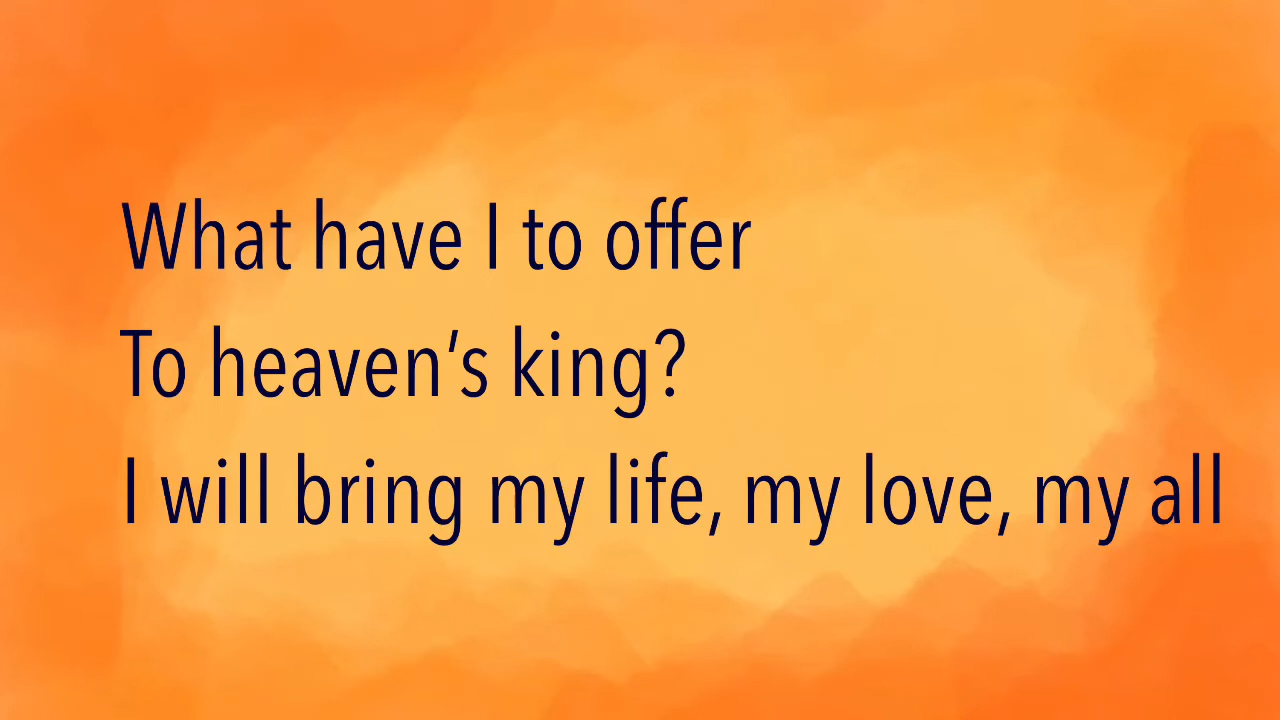 What have I to offer
To heaven’s king?
I will bring my life, my love, my all